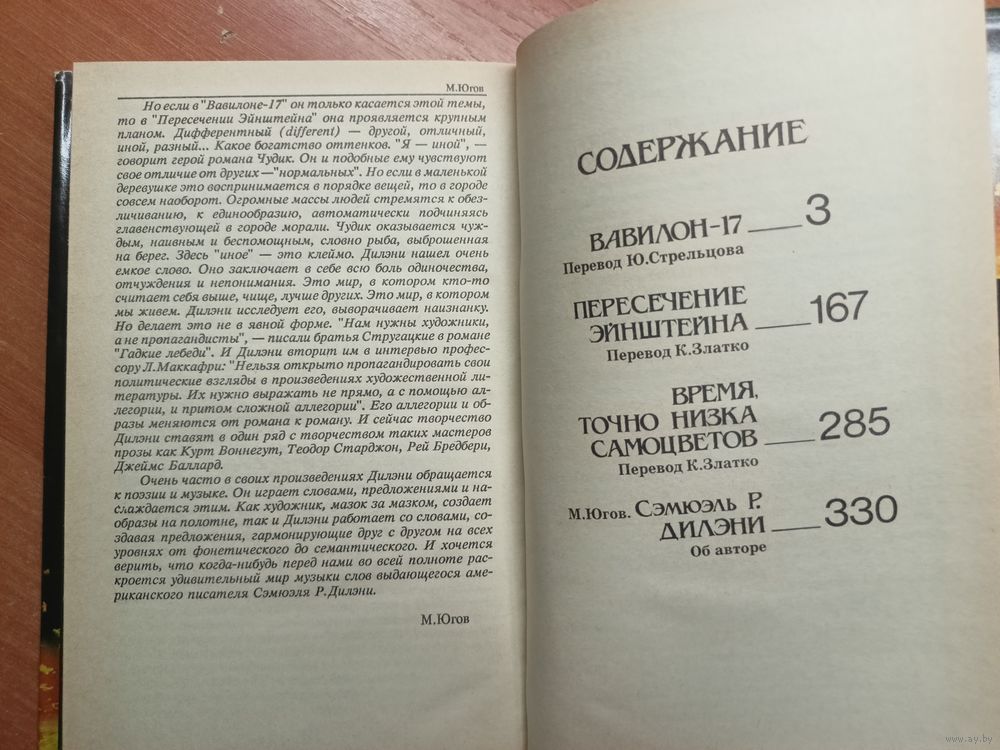 М.Югов
Но если в "Вавилоне-17" он только касается этой темы,
то в "Пересечении Эйнштейна" она проявляется крупным
планом. Дифферентный (different) — другой, отличный,
иной, разный... Какое богатство оттенков. "Я — иной", —
говорит герой романа Чудик. Он и подобные ему чувствуют
свое отличие от других —"нормальных". Но если в маленькой
деревушке это воспринимается в порядке вещей, то в городе
совсем наоборот. Огромные массы людей стремятся к обез-
личиванию, к единообразию, автоматически подчиняясь
главенствующей в городе морали. Чудик оказывается чуж-
дым, наивным и беспомощным, словно рыба, выброшенная
на берег. Здесь "иное" — это клеймо. Дилэни нашел очень
емкое слово. Оно заключает в себе всю боль одиночества,
отчуждения и непонимания. Это мир, в котором кто-то
считает себя выше, чище, лучше других. Это мир, в котором
мы живем. Дилэни исследует его, выворачивает наизнанку.
Но делает это не в явной форме. "Нам нужны художники,
а не пропагандисты", — писали братья Стругацкие в романе
"Гадкие лебеди". И Дилэни вторит им в интервью профес-
сору Л.Маккафри: "Нельзя открыто пропагандировать свои
политические взгляды в произведениях художественной ли-
тературы. Их нужно выражать не прямо, а с помощью ал-
легории, и притом сложной аллегории". Его аллегории и об-
разы меняются от романа к роману. И сейчас творчество
Дилэни ставят в один ряд с творчеством таких мастеров
прозы как Курт Воннегут, Теодор Старджон, Рей Бредбери,
Джеймс Баллард.
Очень часто в своих произведениях Дилэни обращается
к поэзии и музыке. Он играет словами, предложениями и на-
слаждается этим. Как художник, мазок за мазком, создает
образы на полотне, так и Дилэни работает со словами, со-
здавая предложения, гармонирующие друг с другом на всех
уровнях от фонетического до семантического. И хочется
верить, что когда-нибудь перед нами во всей полноте рас-
кроется удивительный мир музыки слов выдающегося аме-
риканского писателя Сэмюэля Р.Дилэни.
М.Югов
СОДЕРЖАНИЕ
ВАВИЛОН-17 ____ 3
Перевод Ю.Стрельцова
ПЕРЕСЕЧЕНИЕ
ЭЙНШТЕЙНА ____ 167
Перевод К.Златко
ВРЕМЯ,
ТОЧНО НИЗКА
САМОЦВЕТОВ ____ 285
Перевод К.Златко
М.Югов. СЭМЮЭЛЬ Р.
ДИЛЭНИ ____ 330
Об авторе
www.ay.by